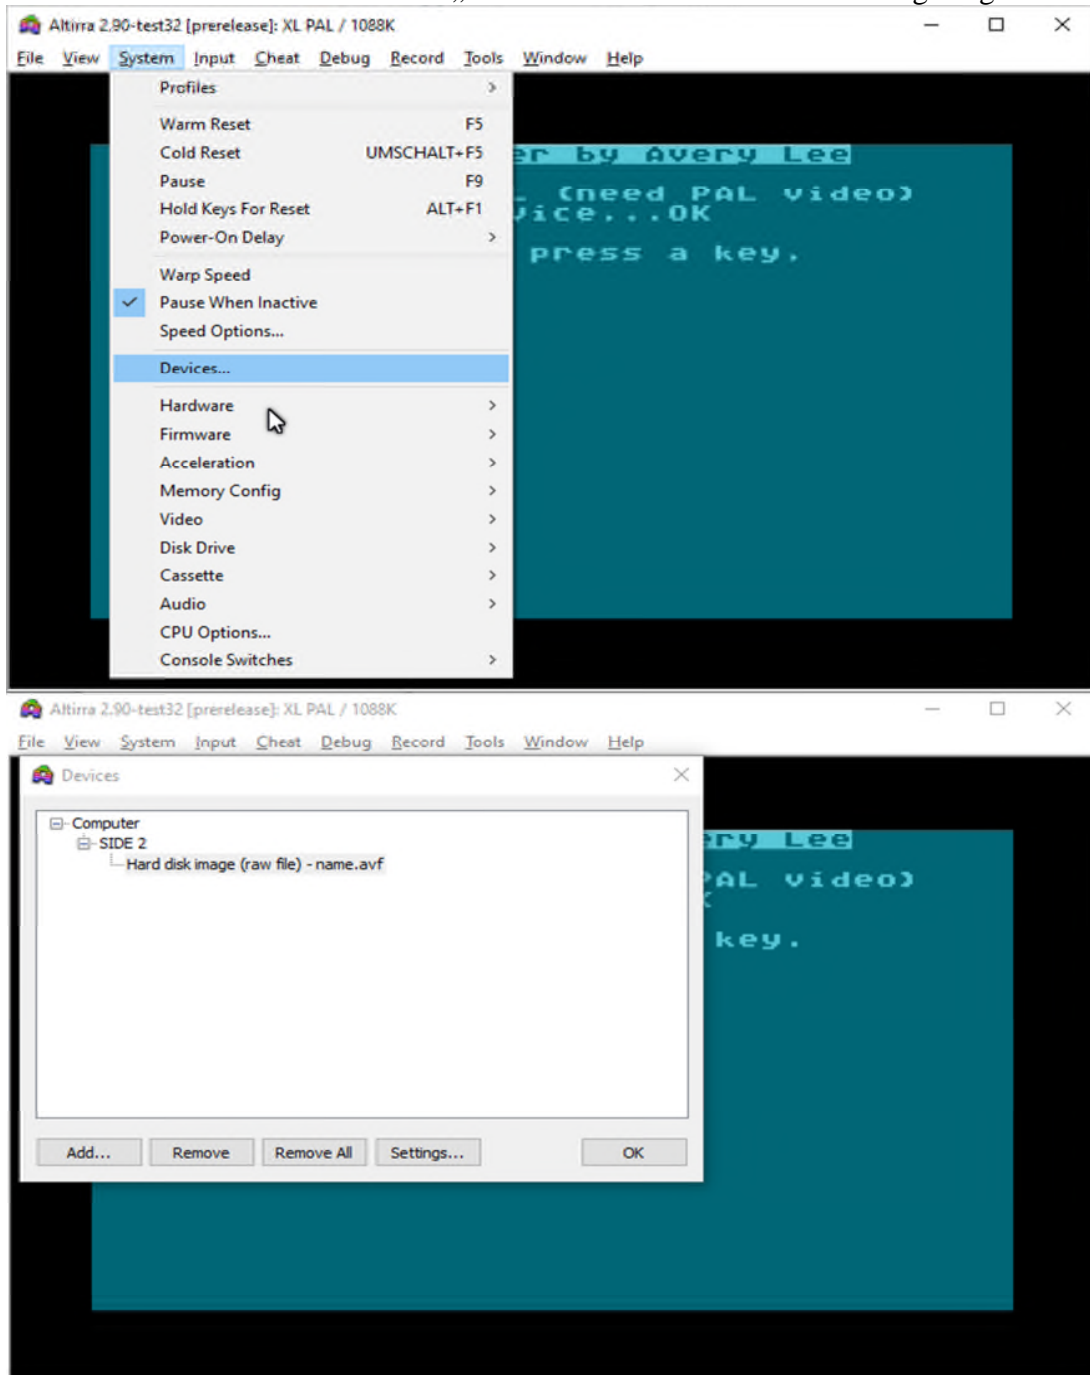 Altirra 2.90-test32 [prerelease]: XL PAL / 1088K
File View System Input Cheat Debug Record Tools Window Help
Profiles
Warm Reset F5
Cold Reset UMSCHALT+F5
Pause F9
Hold Keys For Reset ALT+F1
Power-On Delay
Warp Speed
Pause When Inactive
Speed Options...
Devices...
Hardware
Firmware
Acceleration
Memory Config
Video
Disk Drive
Cassette
Audio
CPU Options...
Console Switches
by Avery Lee
(need PAL video)
...OK
press a key.
Altirra 2.90-test32 [prerelease]: XL PAL / 1088K
File View System Input Cheat Debug Record Tools Window Help
Devices
Computer
SIDE 2
Hard disk image (raw file) - name.avf
Add... Remove Remove All Settings... OK
Lee
video)
key.